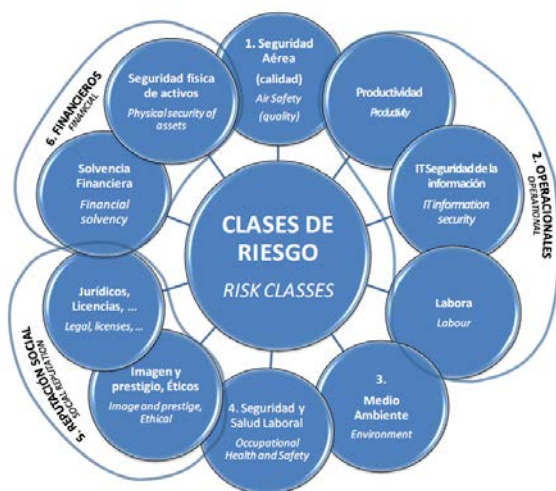 CLASES DE
RIESGO
RISK CLASSES
1. Seguridad
Aérea
(calidad)
Air Safety
(quality)
Productividad
Productivity
IT Seguridad de la
información
IT information
security
Labora
Labour
2. OPERACIONALES
OPERATIONAL
3.
Medio
Ambiente
Environment
4. Seguridad y
Salud Laboral
Occupational
Health and Safety
Imagen y
prestigio, Éticos
Image and prestige,
Ethical
Jurídicos,
Licencias, ...
Legal, licenses, ...
5. REPUTACIÓN SOCIAL
SOCIAL REPUTATION
Solvencia
Financiera
Financial
solvency
Seguridad física
de activos
Physical security of
assets
6. FINANCIEROS
FINANCIAL